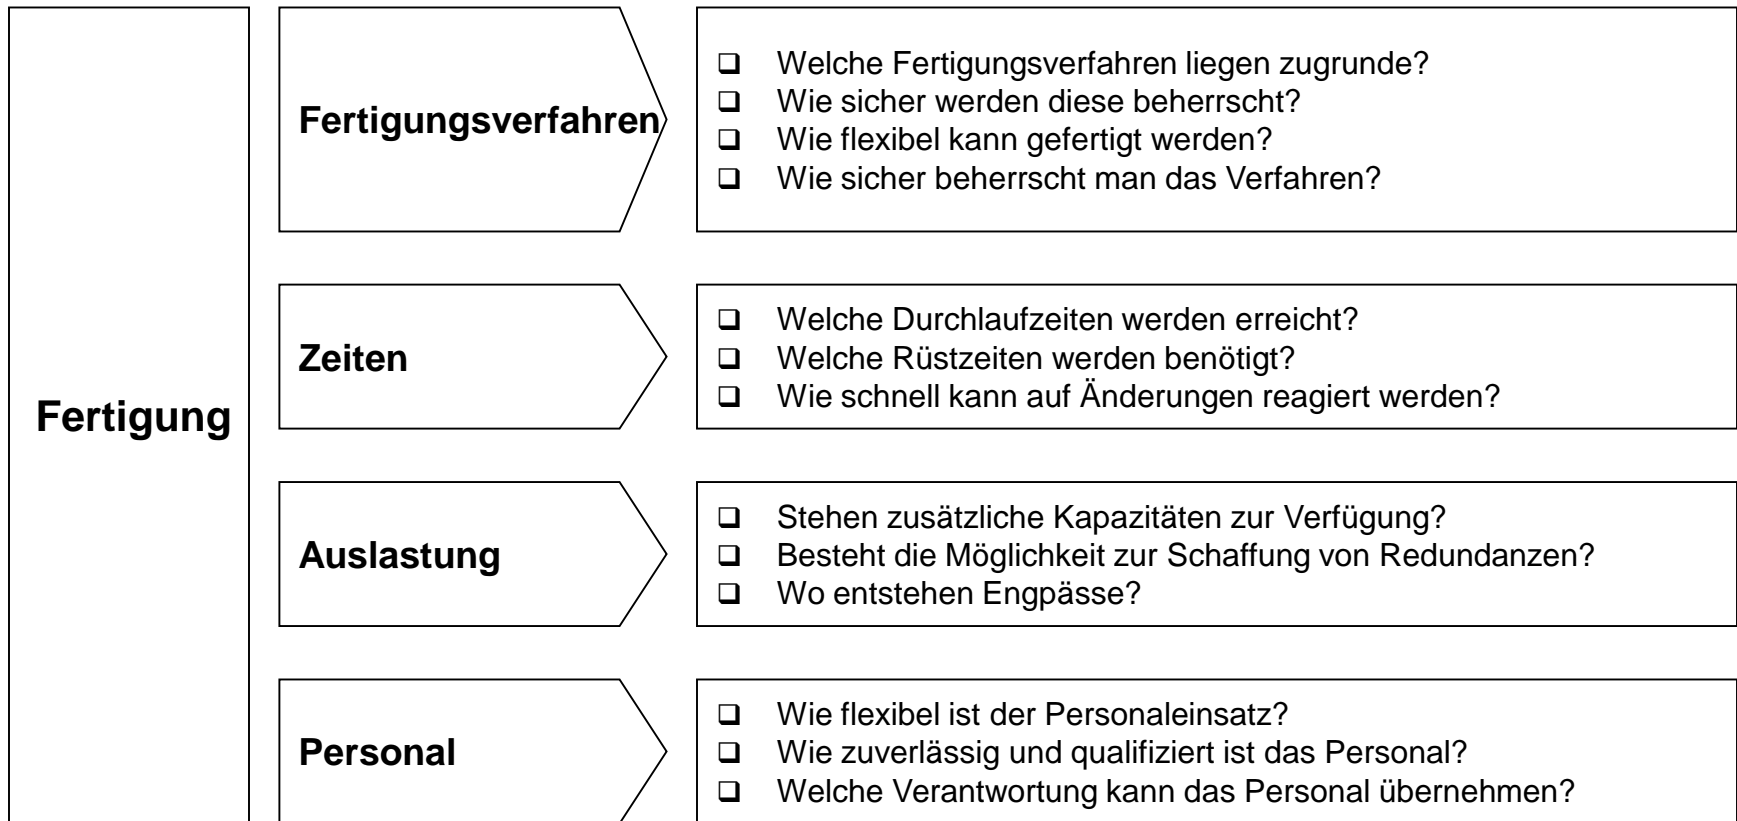 Fertigung
Fertigungsverfahren
❑ Welche Fertigungsverfahren liegen zugrunde?
❑ Wie sicher werden diese beherrscht?
❑ Wie flexibel kann gefertigt werden?
❑ Wie sicher beherrscht man das Verfahren?
Zeiten
❑ Welche Durchlaufzeiten werden erreicht?
❑ Welche Rüstzeiten werden benötigt?
❑ Wie schnell kann auf Änderungen reagiert werden?
Auslastung
❑ Stehen zusätzliche Kapazitäten zur Verfügung?
❑ Besteht die Möglichkeit zur Schaffung von Redundanzen?
❑ Wo entstehen Engpässe?
Personal
❑ Wie flexibel ist der Personaleinsatz?
❑ Wie zuverlässig und qualifiziert ist das Personal?
❑ Welche Verantwortung kann das Personal übernehmen?